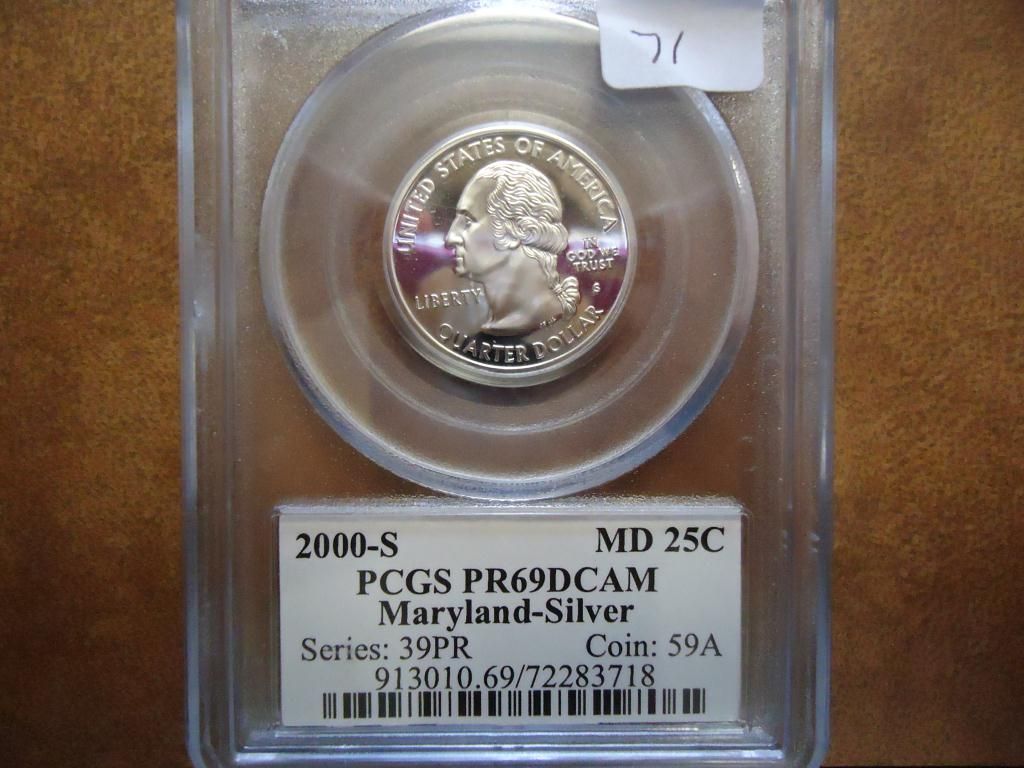 71
UNITED STATES OF AMERICA
IN
GOD WE
TRUST
S
LIBERTY
QUARTER DOLLAR
2000-S MD 25C
PCGS PR69DCAM
Maryland-Silver
Series: 39PR Coin: 59A
913010.69/72283718